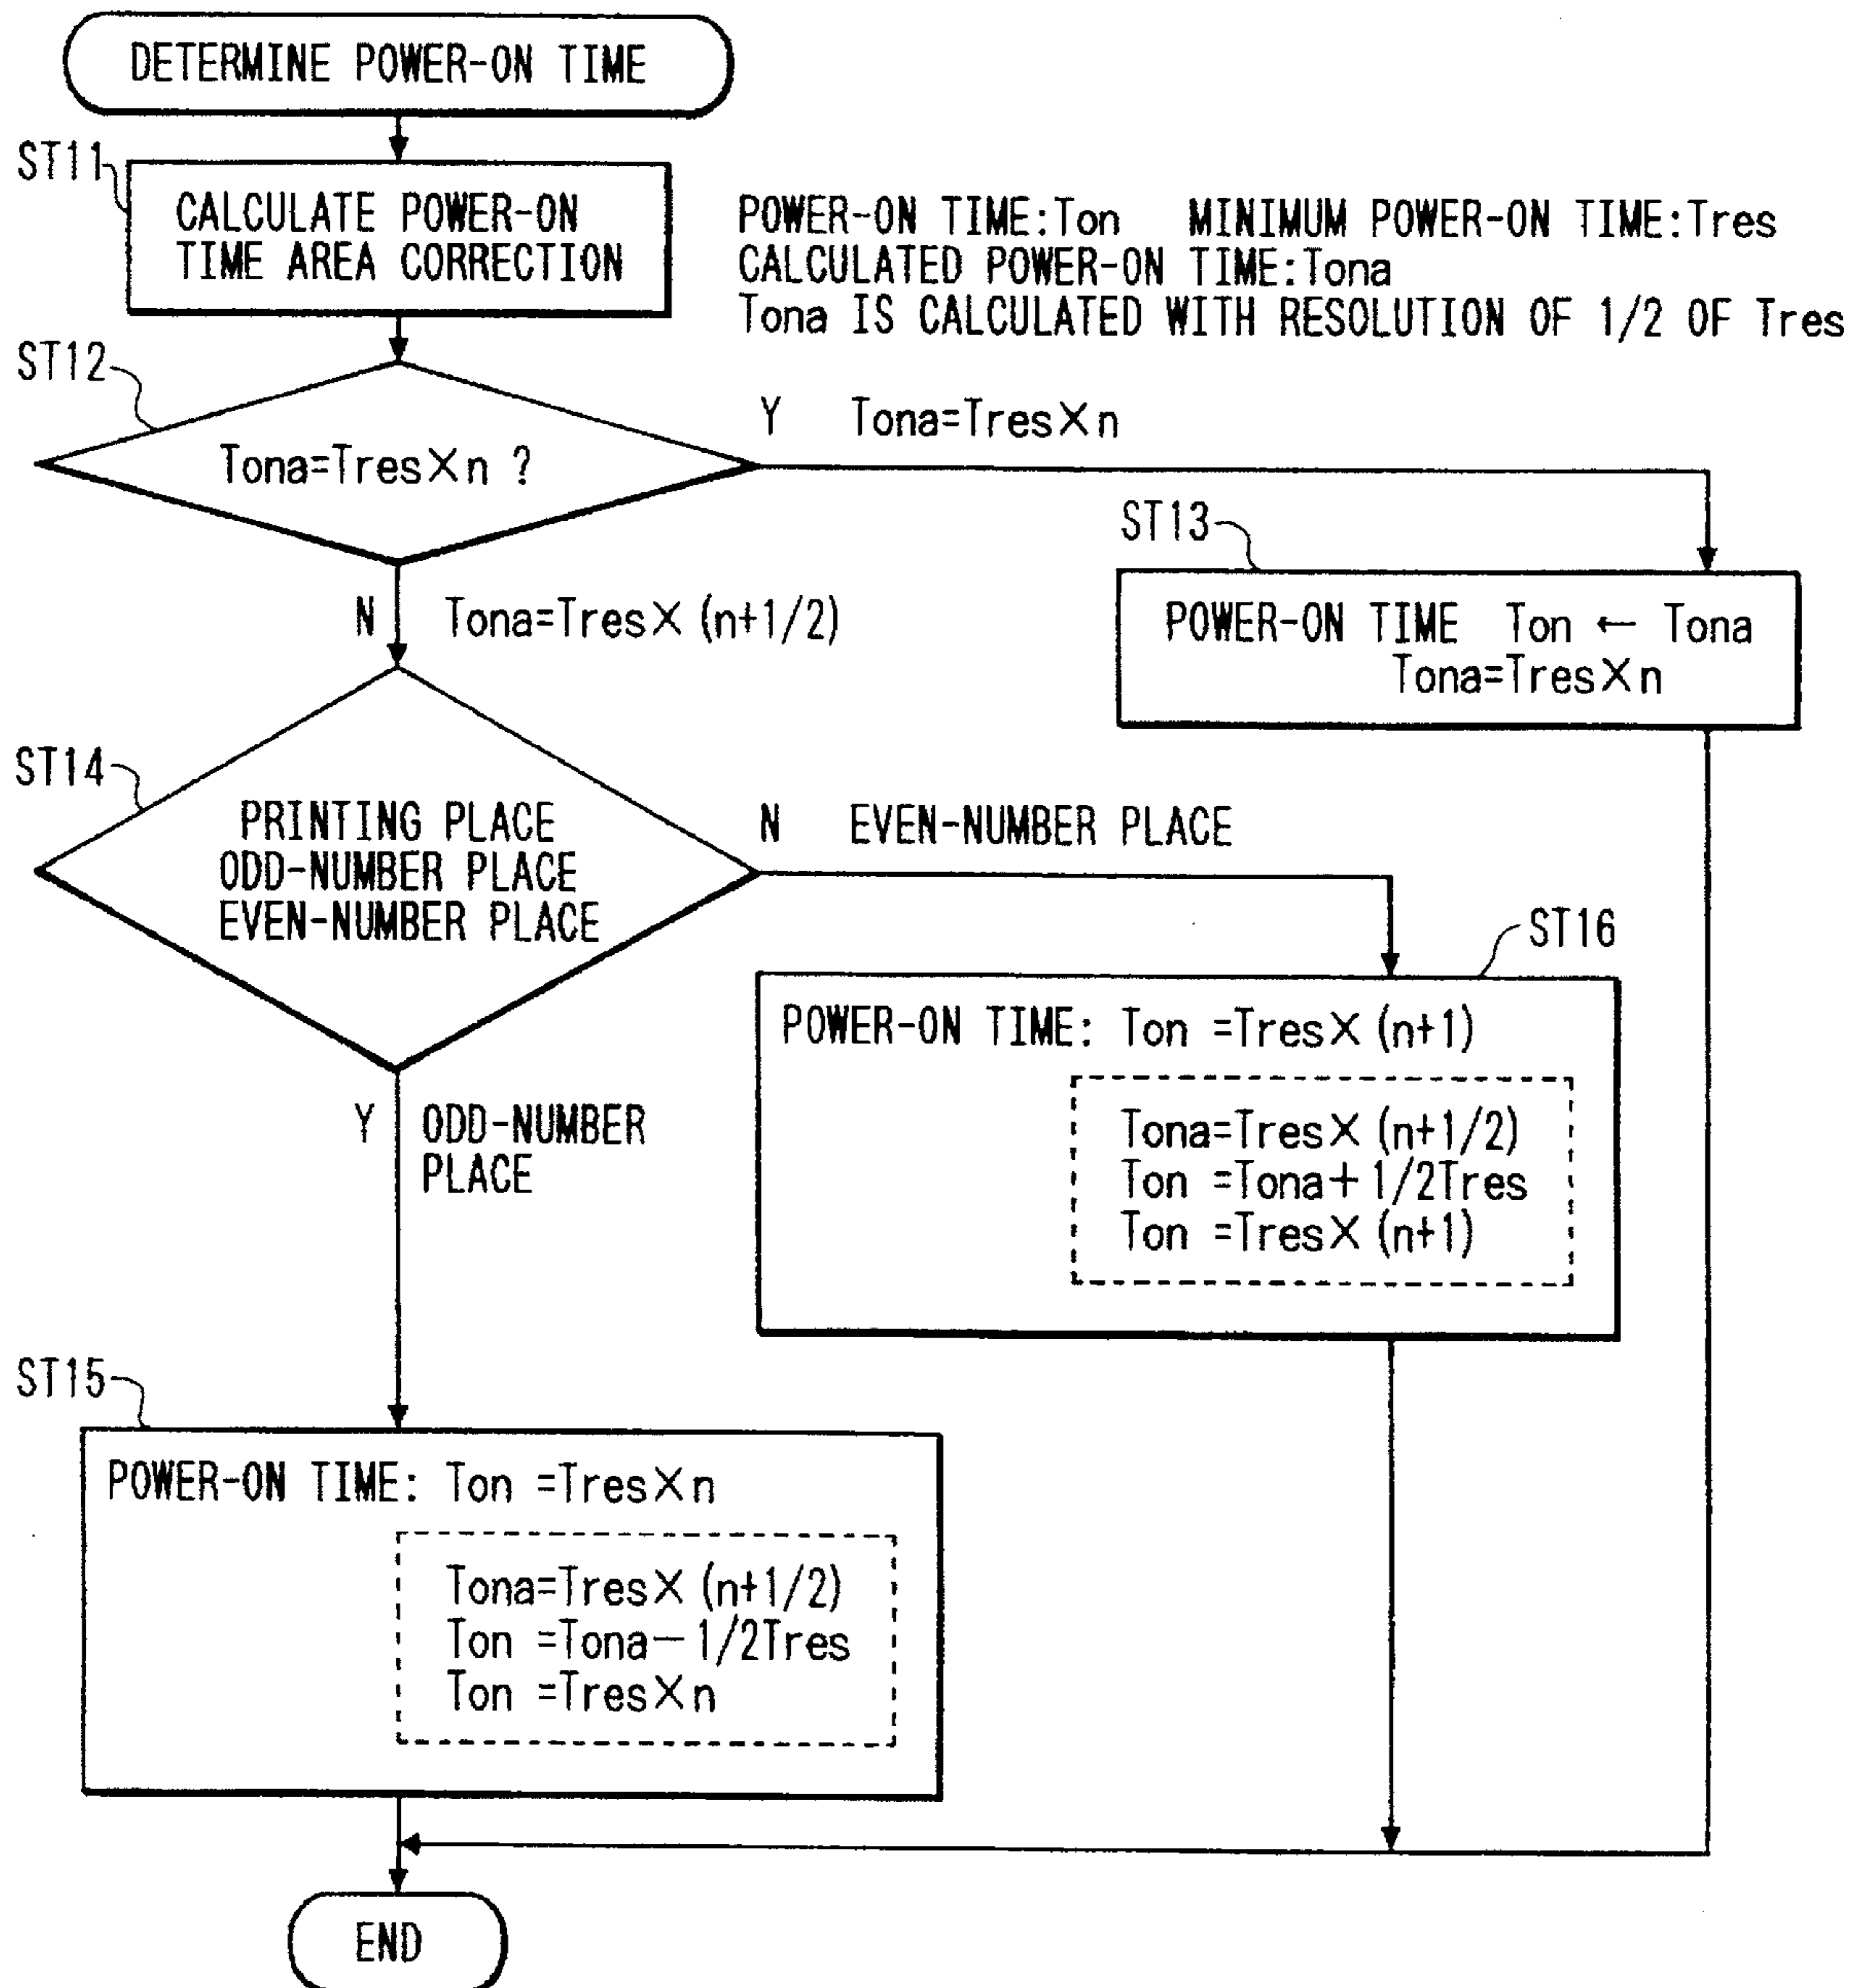 DETERMINE POWER-ON TIME
ST11
CALCULATE POWER-ON
TIME AREA CORRECTION
POWER-ON TIME:Ton MINIMUM POWER-ON TIME:Tres
CALCULATED POWER-ON TIME:Tona
Tona IS CALCULATED WITH RESOLUTION OF 1/2 OF Tres
ST12
Tona=Tres×n ?
Y Tona=Tres×n
ST13
POWER-ON TIME Ton ← Tona
Tona=Tres×n
N Tona=Tres×(n+1/2)
ST14
PRINTING PLACE
ODD-NUMBER PLACE
EVEN-NUMBER PLACE
N EVEN-NUMBER PLACE
ST16
POWER-ON TIME: Ton =Tres×(n+1)
Tona=Tres×(n+1/2)
Ton =Tona+1/2Tres
Ton =Tres×(n+1)
Y ODD-NUMBER
PLACE
ST15
POWER-ON TIME: Ton =Tres×n
Tona=Tres×(n+1/2)
Ton =Tona−1/2Tres
Ton =Tres×n
END